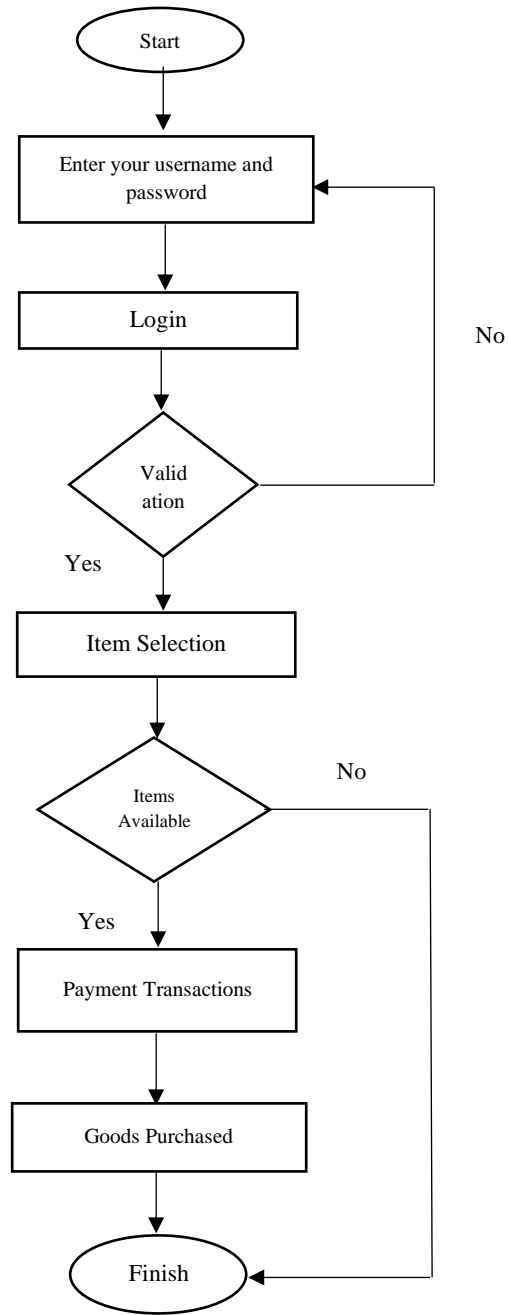 Start
Enter your username and
password
Login
No
Valid
ation
Yes
Item Selection
No
Items
Available
Yes
Payment Transactions
Goods Purchased
Finish